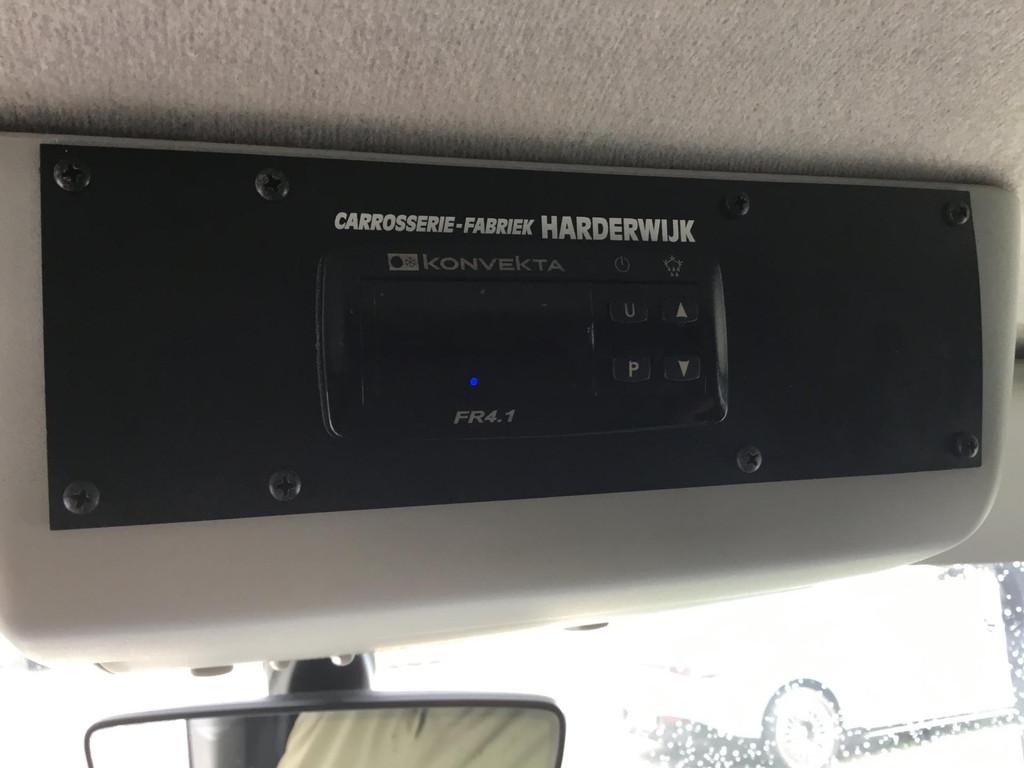 CARROSSERIE-FABRIEK HARDERWIJK
KONVEKTA
U
P
FR4.1